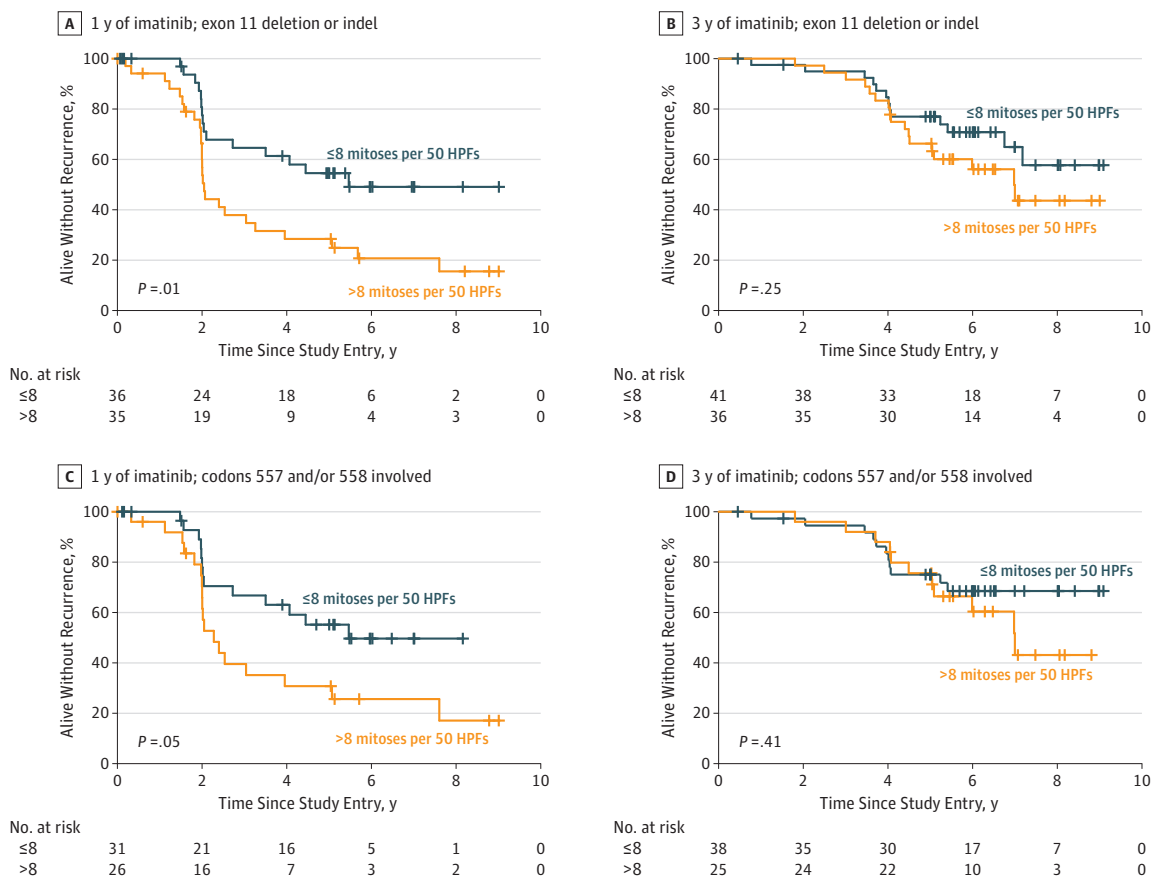 A 1 y of imatinib; exon 11 deletion or indel
100
80
60
40
20
0
Alive Without Recurrence, %
≤8 mitoses per 50 HPFs
>8 mitoses per 50 HPFs
P =.01
0 2 4 6 8 10
Time Since Study Entry, y
No. at risk
≤8 36 24 18 6 2 0
>8 35 19 9 4 3 0
B 3 y of imatinib; exon 11 deletion or indel
100
80
60
40
20
0
Alive Without Recurrence, %
≤8 mitoses per 50 HPFs
>8 mitoses per 50 HPFs
P =.25
0 2 4 6 8 10
Time Since Study Entry, y
No. at risk
≤8 41 38 33 18 7 0
>8 36 35 30 14 4 0
C 1 y of imatinib; codons 557 and/or 558 involved
100
80
60
40
20
0
Alive Without Recurrence, %
≤8 mitoses per 50 HPFs
>8 mitoses per 50 HPFs
P =.05
0 2 4 6 8 10
Time Since Study Entry, y
No. at risk
≤8 31 21 16 5 1 0
>8 26 16 7 3 2 0
D 3 y of imatinib; codons 557 and/or 558 involved
100
80
60
40
20
0
Alive Without Recurrence, %
≤8 mitoses per 50 HPFs
>8 mitoses per 50 HPFs
P =.41
0 2 4 6 8 10
Time Since Study Entry, y
No. at risk
≤8 38 35 30 17 7 0
>8 25 24 22 10 3 0